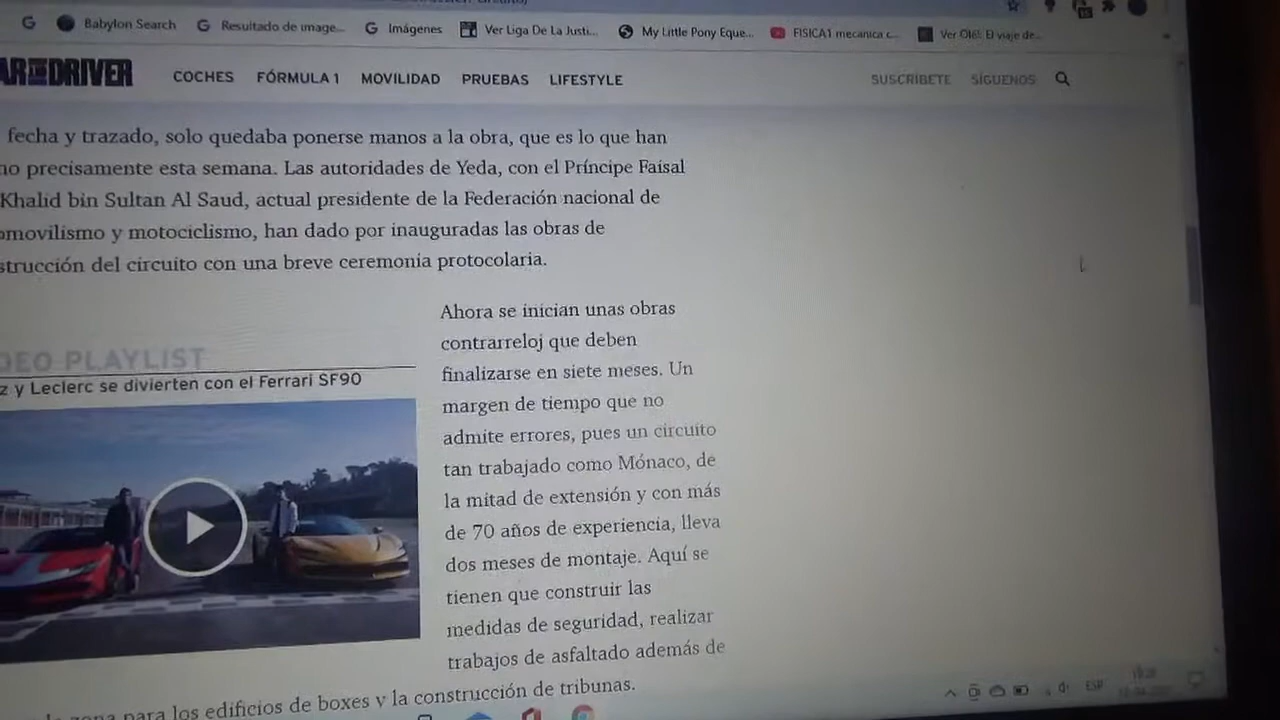 Babylon Search
Resultado de image...
Imágenes
Ver Liga De La Justi...
My Little Pony Eque...
FISICA1 mecanica c...
Ver Olé!: El viaje de...
DRIVER
COCHES
FÓRMULA 1
MOVILIDAD
PRUEBAS
LIFESTYLE
SUSCRÍBETE
SÍGUENOS
fecha y trazado, solo quedaba ponerse manos a la obra, que es lo que han
precisamente esta semana. Las autoridades de Yeda, con el Príncipe Faisal
Khalid bin Sultan Al Saud, actual presidente de la Federación nacional de
omovilismo y motociclismo, han dado por inauguradas las obras de
strucción del circuito con una breve ceremonia protocolaria.
DEO PLAYLIST
z y Leclerc se divierten con el Ferrari SF90
Ahora se inician unas obras
contrarreloj que deben
finalizarse en siete meses. Un
margen de tiempo que no
admite errores, pues un circuito
tan trabajado como Mónaco, de
la mitad de extensión y con más
de 70 años de experiencia, lleva
dos meses de montaje. Aquí se
tienen que construir las
medidas de seguridad, realizar
trabajos de asfaltado además de
la zona para los edificios de boxes y la construcción de tribunas.
ESP